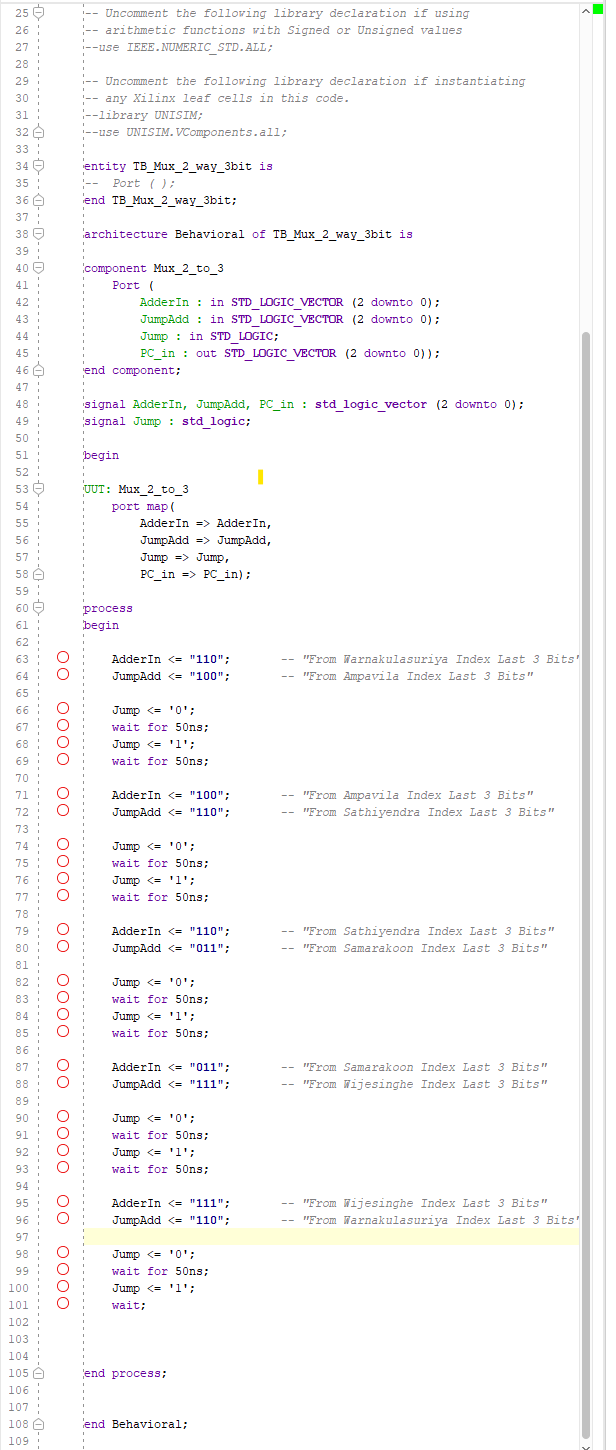 25 -- Uncomment the following library declaration if using
26 -- arithmetic functions with Signed or Unsigned values
27 --use IEEE.NUMERIC_STD.ALL;
28
29 -- Uncomment the following library declaration if instantiating
30 -- any Xilinx leaf cells in this code.
31 --library UNISIM;
32 --use UNISIM.VComponents.all;
33
34 entity TB_Mux_2_way_3bit is
35 --  Port ( );
36 end TB_Mux_2_way_3bit;
37
38 architecture Behavioral of TB_Mux_2_way_3bit is
39
40 component Mux_2_to_3
41     Port (
42         AdderIn : in STD_LOGIC_VECTOR (2 downto 0);
43         JumpAdd : in STD_LOGIC_VECTOR (2 downto 0);
44         Jump : in STD_LOGIC;
45         PC_in : out STD_LOGIC_VECTOR (2 downto 0));
46 end component;
47
48 signal AdderIn, JumpAdd, PC_in : std_logic_vector (2 downto 0);
49 signal Jump : std_logic;
50
51 begin
52
53 UUT: Mux_2_to_3
54     port map(
55         AdderIn => AdderIn,
56         JumpAdd => JumpAdd,
57         Jump => Jump,
58         PC_in => PC_in);
59
60 process
61 begin
62
63     AdderIn <= "110";       -- "From Warnakulasuriya Index Last 3 Bits"
64     JumpAdd <= "100";       -- "From Ampavila Index Last 3 Bits"
65
66     Jump <= '0';
67     wait for 50ns;
68     Jump <= '1';
69     wait for 50ns;
70
71     AdderIn <= "100";       -- "From Ampavila Index Last 3 Bits"
72     JumpAdd <= "110";       -- "From Sathiyendra Index Last 3 Bits"
73
74     Jump <= '0';
75     wait for 50ns;
76     Jump <= '1';
77     wait for 50ns;
78
79     AdderIn <= "110";       -- "From Sathiyendra Index Last 3 Bits"
80     JumpAdd <= "011";       -- "From Samarakoon Index Last 3 Bits"
81
82     Jump <= '0';
83     wait for 50ns;
84     Jump <= '1';
85     wait for 50ns;
86
87     AdderIn <= "011";       -- "From Samarakoon Index Last 3 Bits"
88     JumpAdd <= "111";       -- "From Wijesinghe Index Last 3 Bits"
89
90     Jump <= '0';
91     wait for 50ns;
92     Jump <= '1';
93     wait for 50ns;
94
95     AdderIn <= "111";       -- "From Wijesinghe Index Last 3 Bits"
96     JumpAdd <= "110";       -- "From Warnakulasuriya Index Last 3 Bits"
97
98     Jump <= '0';
99     wait for 50ns;
100     Jump <= '1';
101     wait;
102
103
104
105 end process;
106
107
108 end Behavioral;
109